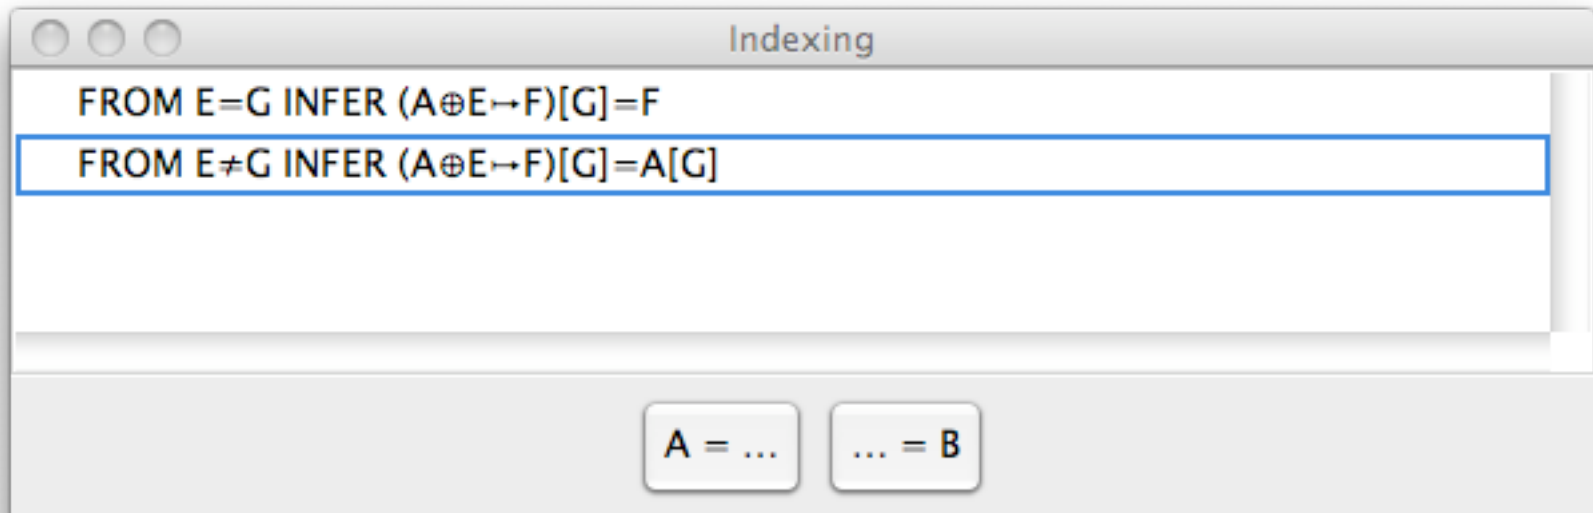 Indexing
FROM E=G INFER (A⊕E↦F)[G]=F
FROM E≠G INFER (A⊕E↦F)[G]=A[G]
A = ... ... = B